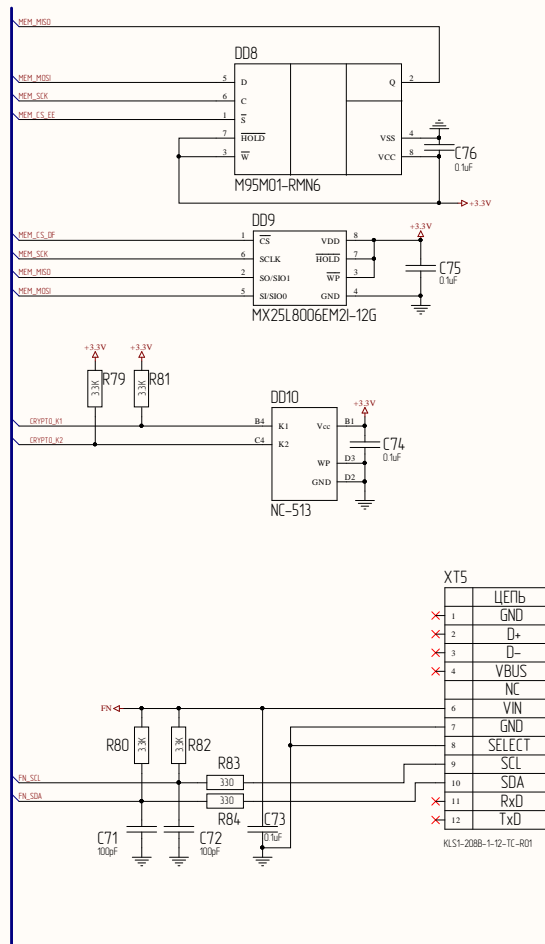 MEM_MISO
DD8
MEM_MOSI 5 D Q 2
MEM_SCK 6 C
MEM_CS_EE 1 S
7 HOLD VSS 4
3 W VCC 8
C76
0.1uF
M95M01-RMN6
+3.3V
DD9
MEM_CS_DF 1 CS VDD 8
+3.3V
MEM_SCK 6 SCLK HOLD 7
MEM_MISO 2 SO/SIO1 WP 3
MEM_MOSI 5 SI/SIO0 GND 4
C75
0.1uF
MX25L8006EM2I-12G
+3.3V +3.3V
R79 3.3K R81 3.3K
DD10
+3.3V
CRYPTO_K1 B4 K1 Vcc B1
CRYPTO_K2 C4 K2
WP D3
GND D2
C74
0.1uF
NC-513
XT5
ЦЕПЬ
1 GND
2 D+
3 D-
4 VBUS
NC
FN 6 VIN
7 GND
R80 3.3K R82 3.3K 8 SELECT
R83
FN_SCL 330 9 SCL
FN_SDA 330 10 SDA
R84
11 RxD
12 TxD
C71
100pF
C72
100pF
C73
0.1uF
KLS1-208B-1-12-TC-R01